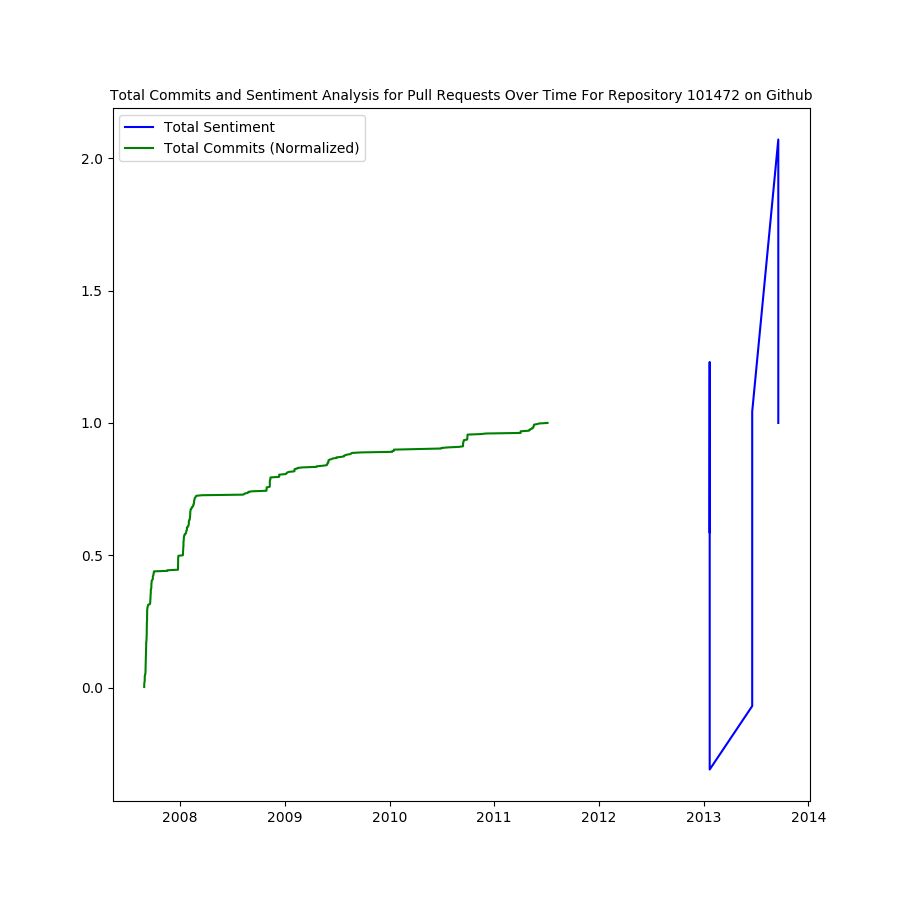 Total Commits and Sentiment Analysis for Pull Requests Over Time For Repository 101472 on Github
Total Sentiment
Total Commits (Normalized)
2.0
1.5
1.0
0.5
0.0
2008 2009 2010 2011 2012 2013 2014